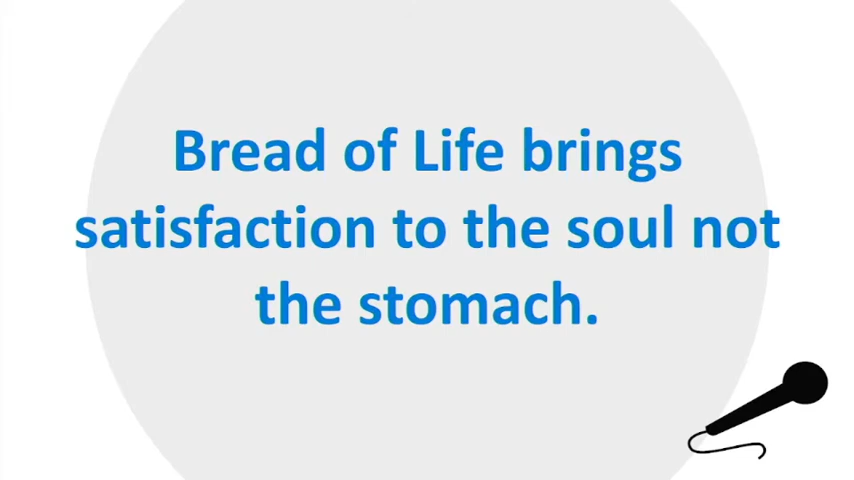 Bread of Life brings
satisfaction to the soul not
the stomach.